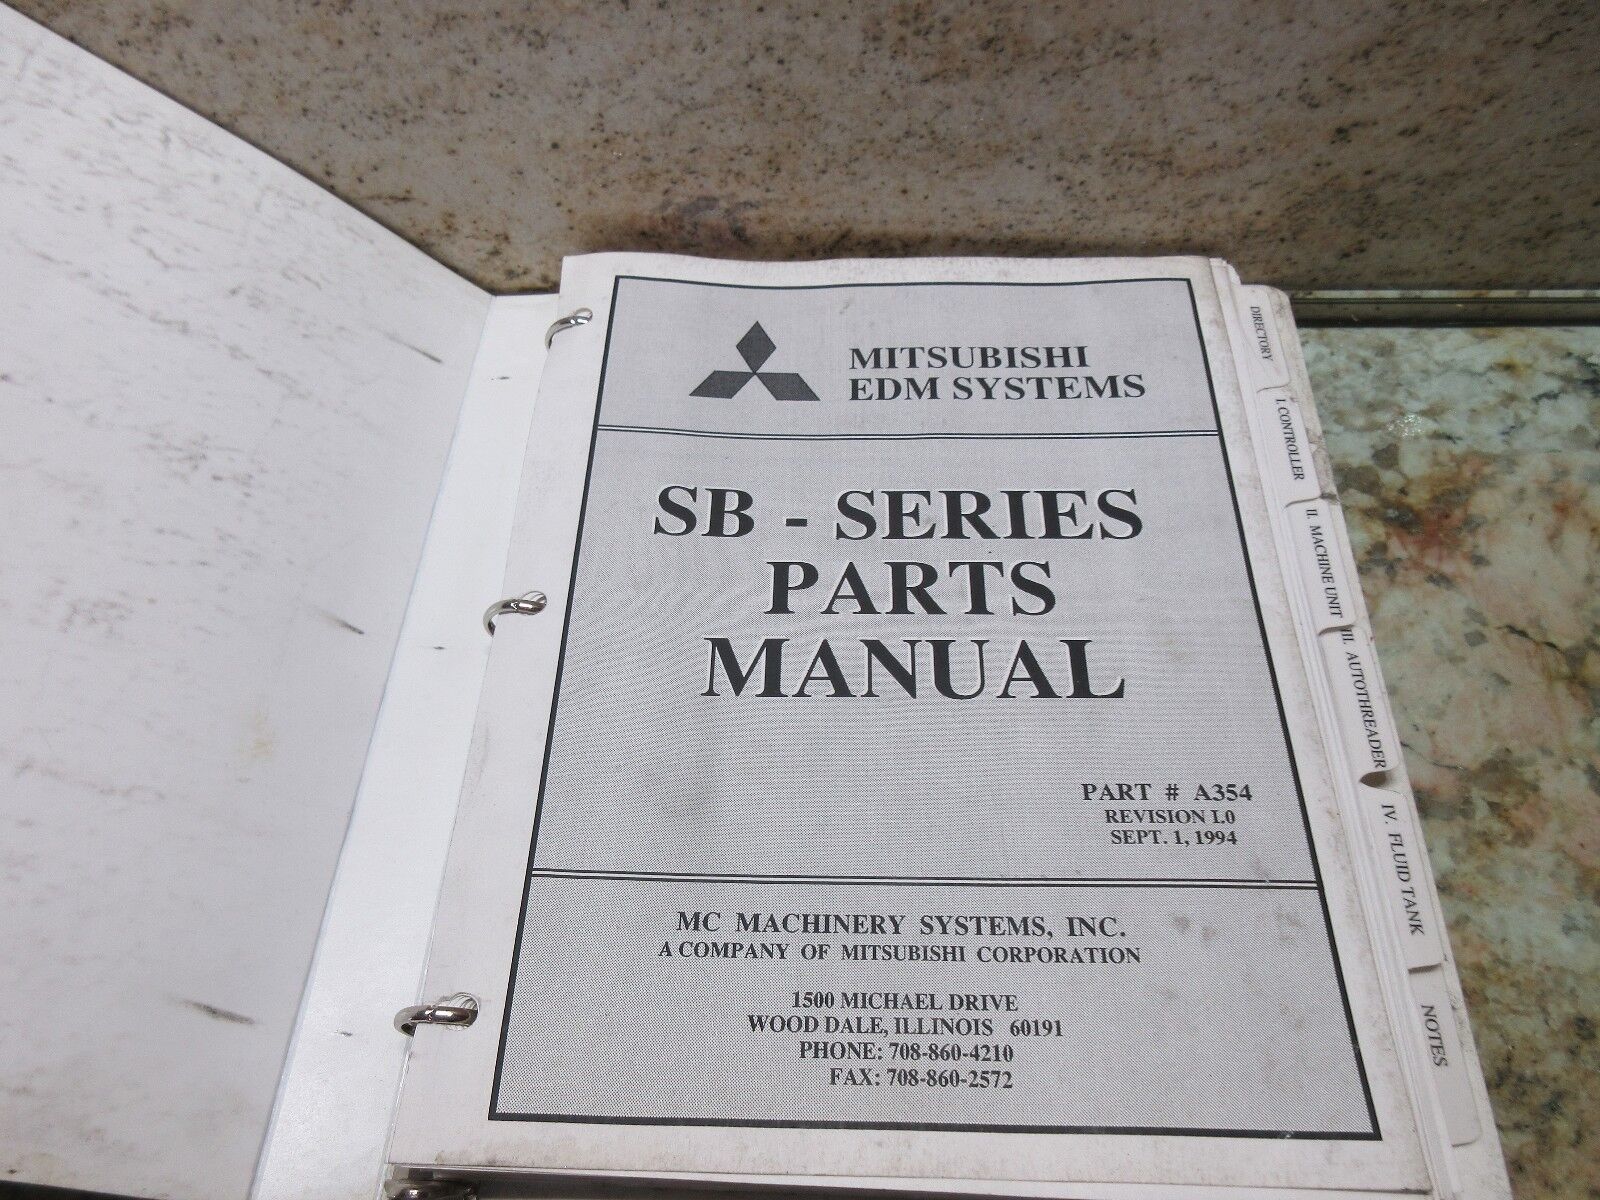 MITSUBISHI
EDM SYSTEMS
SB - SERIES
PARTS
MANUAL
PART # A354
REVISION 1.0
SEPT. 1, 1994
MC MACHINERY SYSTEMS, INC.
A COMPANY OF MITSUBISHI CORPORATION
1500 MICHAEL DRIVE
WOOD DALE, ILLINOIS 60191
PHONE: 708-860-4210
FAX: 708-860-2572
DIRECTORY
I. CONTROLLER
II. MACHINE UNIT
III. AUTOTHREADER
IV. FLUID TANK
NOTES